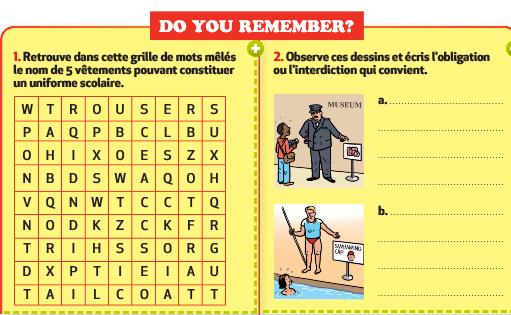 DO YOU REMEMBER?
1. Retrouve dans cette grille de mots mêlés
le nom de 5 vêtements pouvant constituer
un uniforme scolaire.
W T R O U S E R S
P A Q P B C L B U
O H I X O E S Z X
N B D S W A Q O H
V Q N W T C C T Q
N O D K Z C K F R
T R I H S S O R G
D X P T I E I A U
T A I L C O A T T
2. Observe ces dessins et écris l'obligation
ou l'interdiction qui convient.
MUSEUM
a.
SWIMMING
CAP
b.